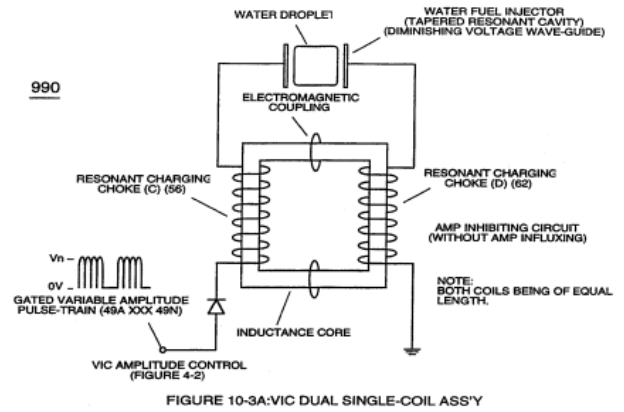 WATER DROPLET
WATER FUEL INJECTOR
(TAPERED RESONANT CAVITY)
(DIMINISHING VOLTAGE WAVE-GUIDE)
990
ELECTROMAGNETIC
COUPLING
RESONANT CHARGING
CHOKE (C) (56)
RESONANT CHARGING
CHOKE (D) (62)
AMP INHIBITING CIRCUIT
(WITHOUT AMP INFLUXING)
Vn
0V
GATED VARIABLE AMPLITUDE
PULSE-TRAIN (49A XXX 49N)
NOTE:
BOTH COILS BEING OF EQUAL
LENGTH.
INDUCTANCE CORE
VIC AMPLITUDE CONTROL
(FIGURE 4-2)
FIGURE 10-3A:VIC DUAL SINGLE-COIL ASS'Y